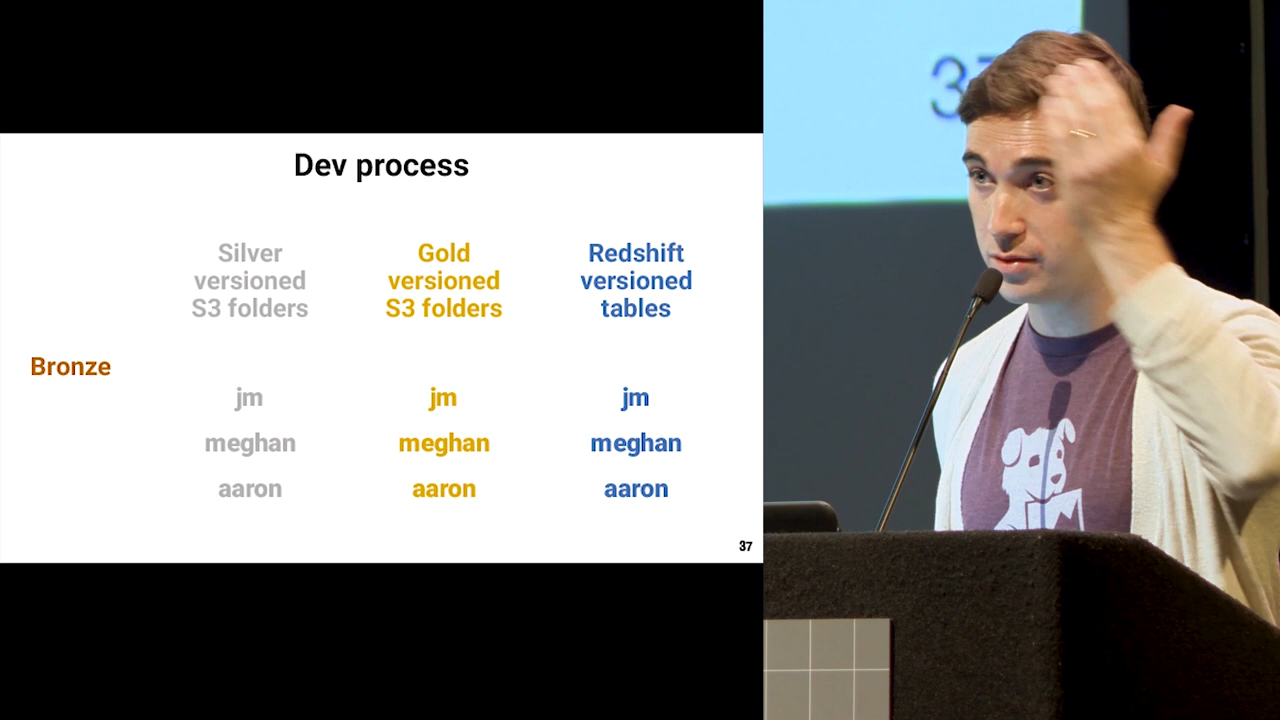 Dev process
Silver
versioned
S3 folders
Gold
versioned
S3 folders
Redshift
versioned
tables
Bronze
jm
jm
jm
meghan
meghan
meghan
aaron
aaron
aaron
37